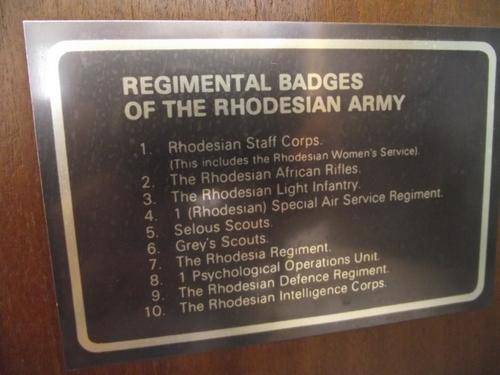 REGIMENTAL BADGES
OF THE RHODESIAN ARMY
1. Rhodesian Staff Corps.
(This includes the Rhodesian Women's Service).
2. The Rhodesian African Rifles.
3. The Rhodesian Light Infantry.
4. 1 (Rhodesian) Special Air Service Regiment.
5. Selous Scouts.
6. Grey's Scouts.
7. The Rhodesia Regiment.
8. 1 Psychological Operations Unit.
9. The Rhodesian Defence Regiment.
10. The Rhodesian Intelligence Corps.